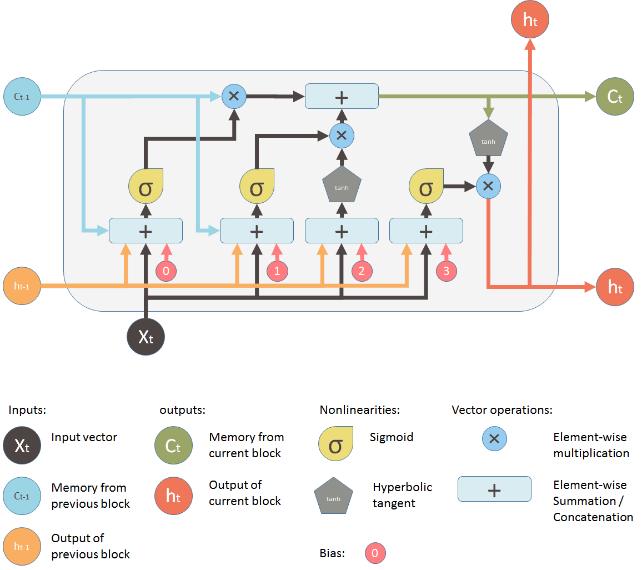 ht
Ct-1
×
+
Ct
tanh
×
σ
σ
tanh
σ
×
+
+
+
+
0
1
2
3
ht-1
ht
Xt
Inputs:
outputs:
Nonlinearities:
Vector operations:
Xt
Input vector
Ct
Memory from
current block
σ
Sigmoid
×
Element-wise
multiplication
Ct-1
Memory from
previous block
ht
Output of
current block
tanh
Hyperbolic
tangent
+
Element-wise
Summation /
Concatenation
ht-1
Output of
previous block
Bias:
0